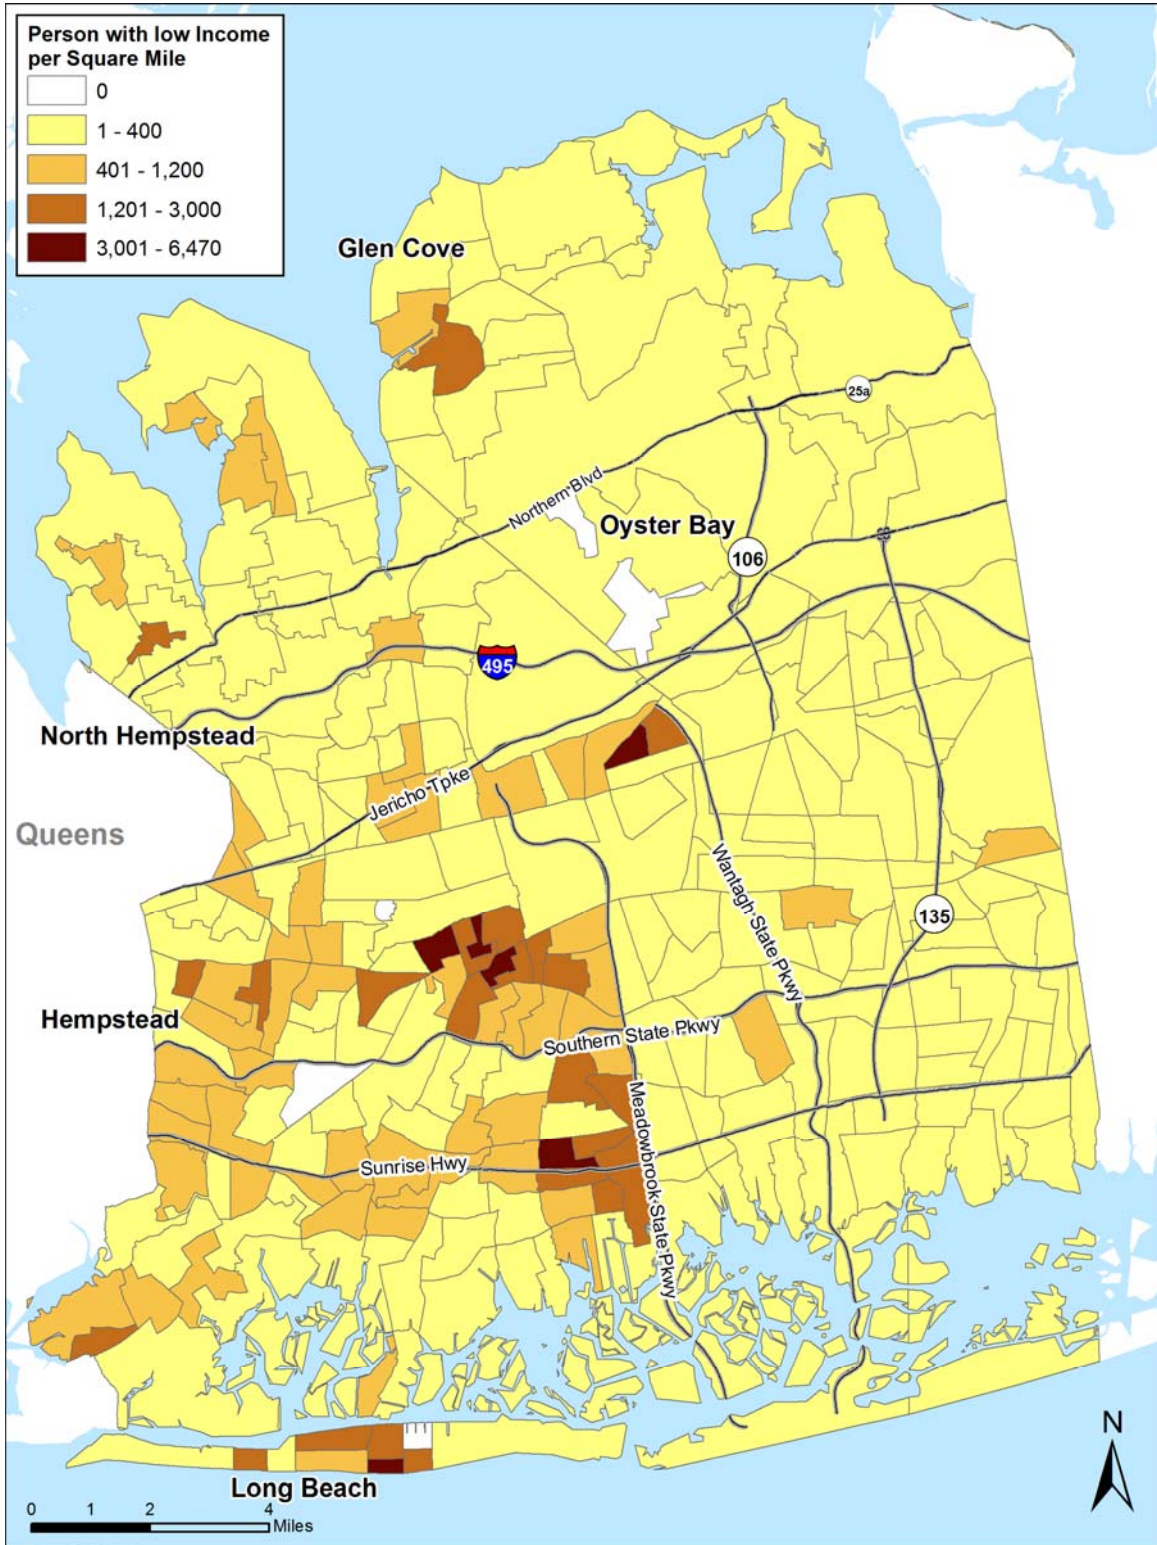 Person with low Income
per Square Mile
0
1 - 400
401 - 1,200
1,201 - 3,000
3,001 - 6,470
Glen Cove
25a
Northern Blvd
Oyster Bay
106
495
North Hempstead
Jericho Tpke
Queens
Wantagh State Pkwy
135
Hempstead
Southern State Pkwy
Meadowbrook State Pkwy
Sunrise Hwy
N
Long Beach
0 1 2 4
Miles